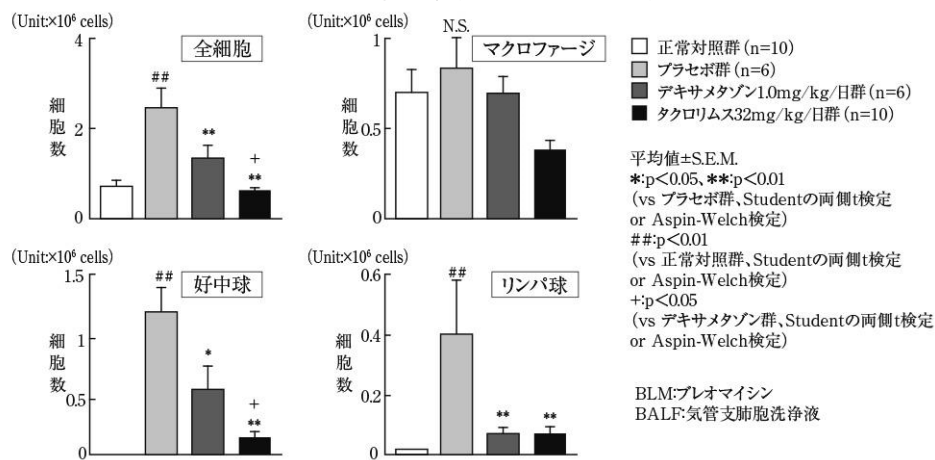 (Unit:×10⁶ cells)
全細胞
細胞数
4
2
0
##
**
+
**
(Unit:×10⁶ cells)
マクロファージ
細胞数
1
0.5
0
N.S.
(Unit:×10⁶ cells)
好中球
細胞数
1.5
1
0.5
0
##
*
+
**
(Unit:×10⁶ cells)
リンパ球
細胞数
0.6
0.4
0.2
0
##
**
**
正常対照群(n=10)
プラセボ群(n=6)
デキサメタゾン1.0mg/kg/日群(n=6)
タクロリムス32mg/kg/日群(n=10)
平均値±S.E.M.
*:p<0.05、**:p<0.01
(vs プラセボ群、Studentの両側t検定
or Aspin-Welch検定)
##:p<0.01
(vs 正常対照群、Studentの両側t検定
or Aspin-Welch検定)
+:p<0.05
(vs デキサメタゾン群、Studentの両側t検定
or Aspin-Welch検定)
BLM:ブレオマイシン
BALF:気管支肺胞洗浄液